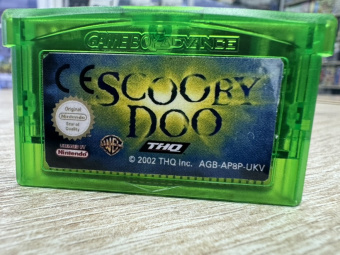 GAME BOY ADVANCE
CE SCOOBY
DOO
Original
Nintendo
Seal of
Quality
LICENSED BY
Nintendo
WB
THQ
© 2002 THQ Inc. AGB-AP8P-UKV